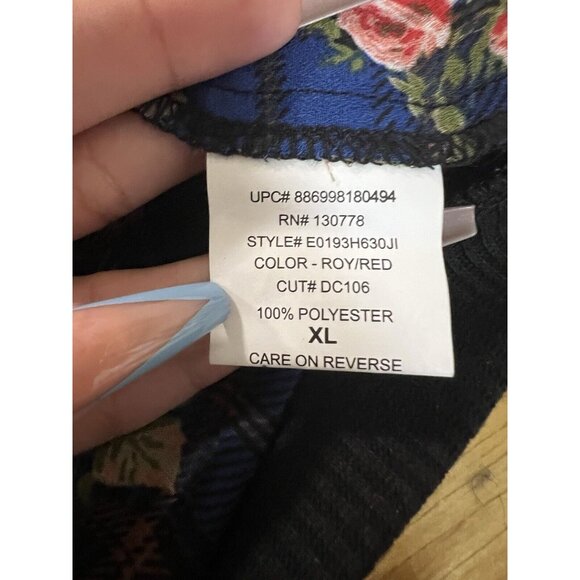 UPC# 886998180494
RN# 130778
STYLE# E0193H630JI
COLOR - ROY/RED
CUT# DC106
100% POLYESTER
XL
CARE ON REVERSE